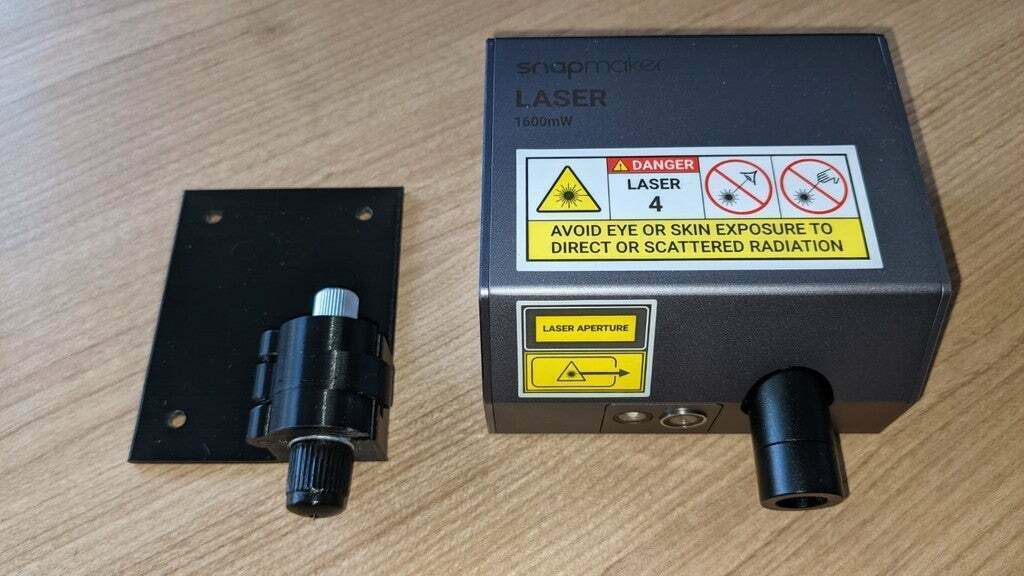 snapmaker
LASER
1600mW
DANGER
LASER
4
AVOID EYE OR SKIN EXPOSURE TO
DIRECT OR SCATTERED RADIATION
LASER APERTURE